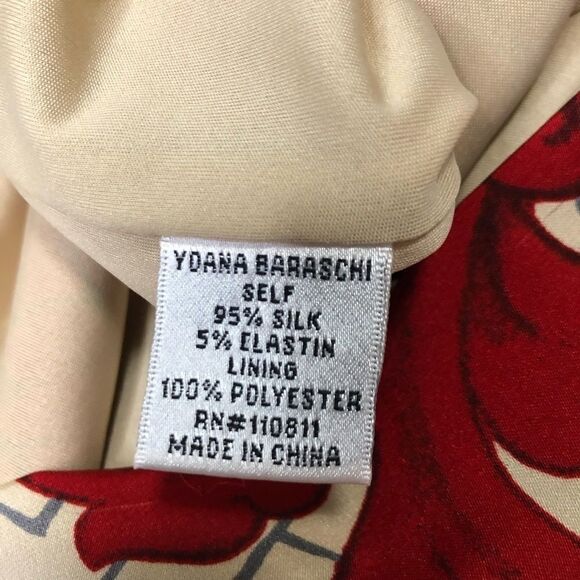 YOANA BARASCHI
SELF
95% SILK
5% ELASTIN
LINING
100% POLYESTER
RN#110811
MADE IN CHINA